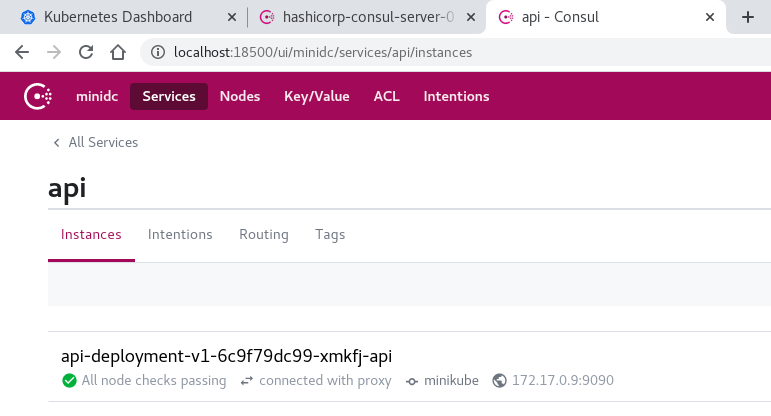 Kubernetes Dashboard hashicorp-consul-server-0 api - Consul
localhost:18500/ui/minidc/services/api/instances
minidc Services Nodes Key/Value ACL Intentions
All Services
api
Instances Intentions Routing Tags
api-deployment-v1-6c9f79dc99-xmkfj-api
All node checks passing connected with proxy minikube 172.17.0.9:9090